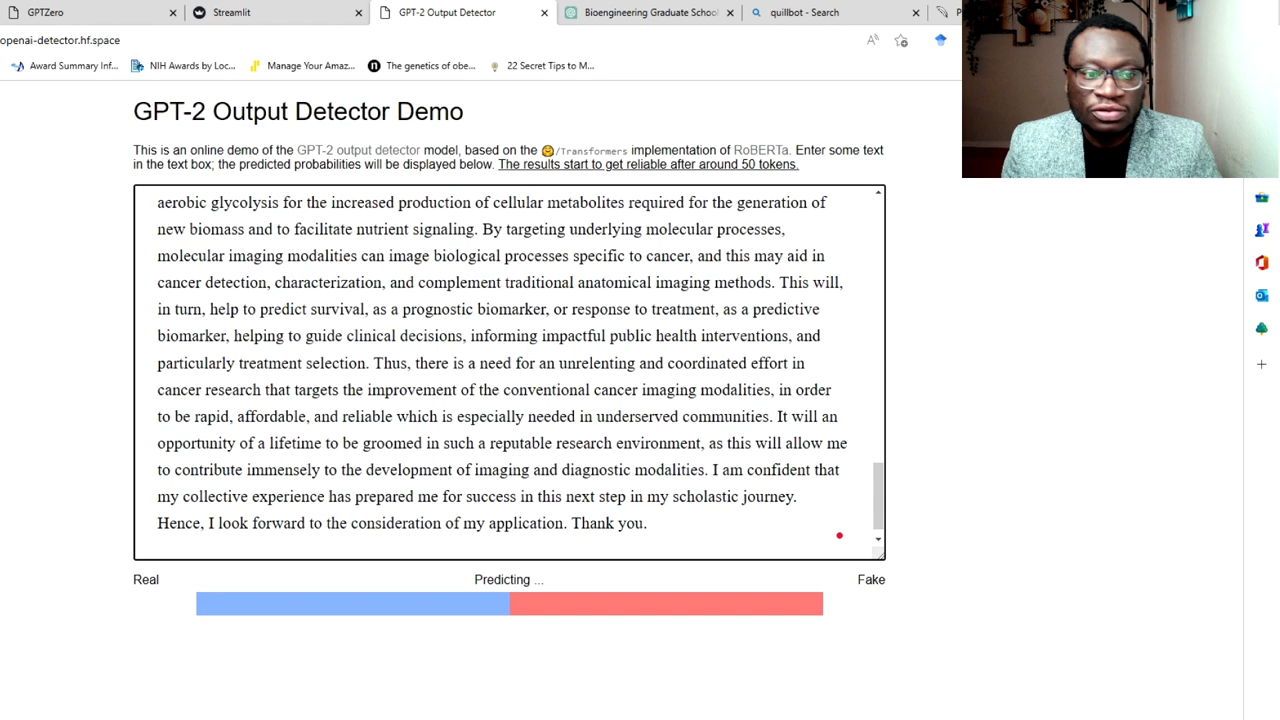 GPTZero
Streamlit
GPT-2 Output Detector
Bioengineering Graduate School
quillbot - Search
openai-detector.hf.space
Award Summary Inf...
NIH Awards by Loc...
Manage Your Amaz...
The genetics of obe...
22 Secret Tips to M...
GPT-2 Output Detector Demo
This is an online demo of the GPT-2 output detector model, based on the 🤗/Transformers implementation of RoBERTa. Enter some text
in the text box; the predicted probabilities will be displayed below. The results start to get reliable after around 50 tokens.
aerobic glycolysis for the increased production of cellular metabolites required for the generation of
new biomass and to facilitate nutrient signaling. By targeting underlying molecular processes,
molecular imaging modalities can image biological processes specific to cancer, and this may aid in
cancer detection, characterization, and complement traditional anatomical imaging methods. This will,
in turn, help to predict survival, as a prognostic biomarker, or response to treatment, as a predictive
biomarker, helping to guide clinical decisions, informing impactful public health interventions, and
particularly treatment selection. Thus, there is a need for an unrelenting and coordinated effort in
cancer research that targets the improvement of the conventional cancer imaging modalities, in order
to be rapid, affordable, and reliable which is especially needed in underserved communities. It will an
opportunity of a lifetime to be groomed in such a reputable research environment, as this will allow me
to contribute immensely to the development of imaging and diagnostic modalities. I am confident that
my collective experience has prepared me for success in this next step in my scholastic journey.
Hence, I look forward to the consideration of my application. Thank you.
Real
Predicting ...
Fake